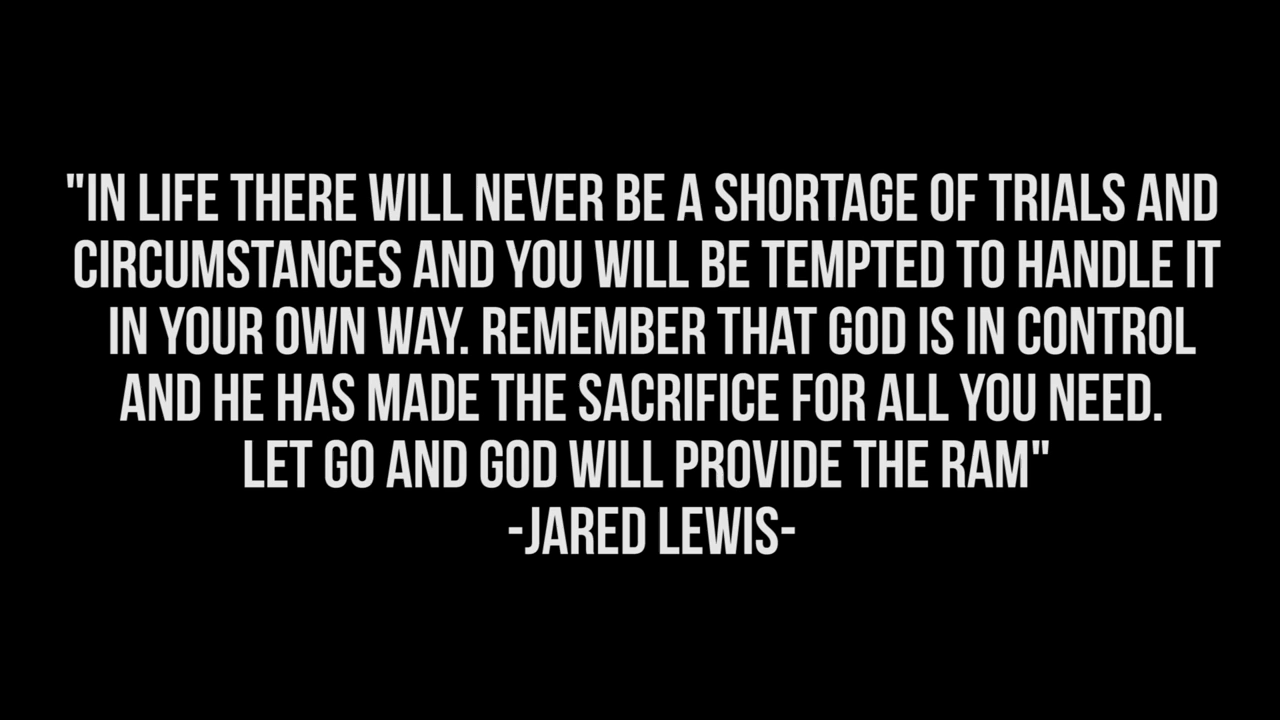 "IN LIFE THERE WILL NEVER BE A SHORTAGE OF TRIALS AND
CIRCUMSTANCES AND YOU WILL BE TEMPTED TO HANDLE IT
IN YOUR OWN WAY. REMEMBER THAT GOD IS IN CONTROL
AND HE HAS MADE THE SACRIFICE FOR ALL YOU NEED.
LET GO AND GOD WILL PROVIDE THE RAM"
-JARED LEWIS-